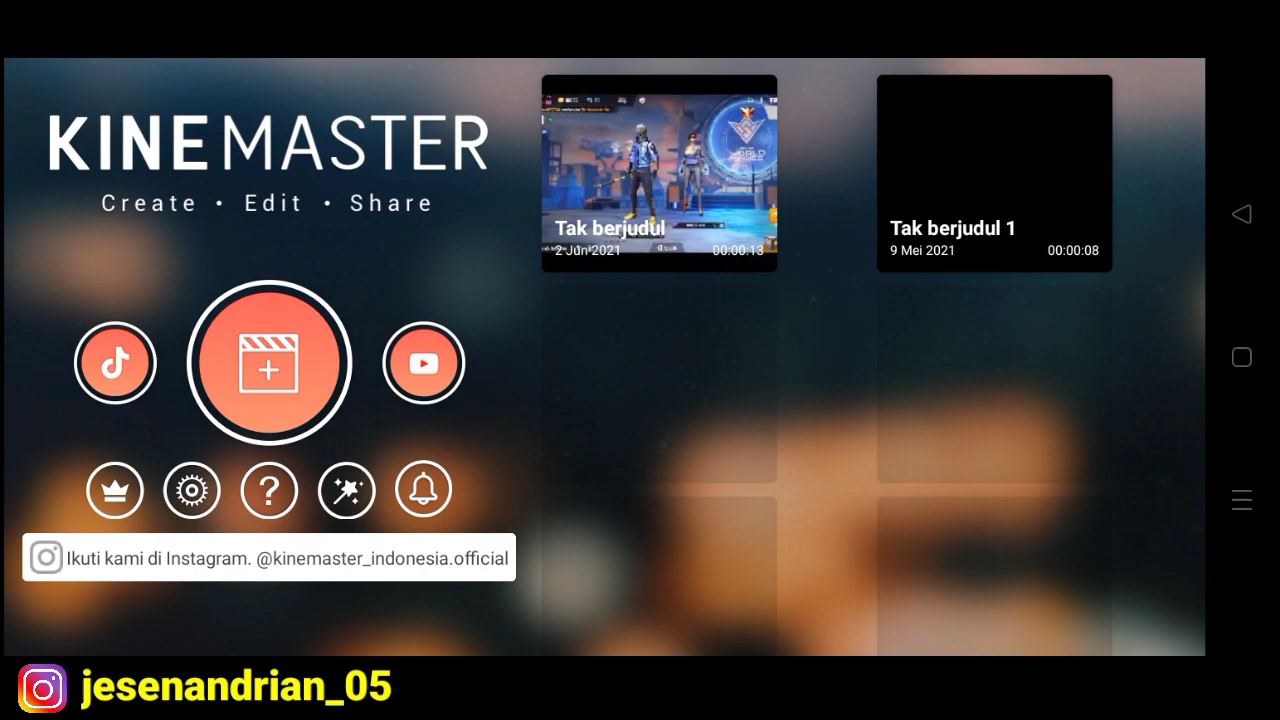 KINEMASTER
Create • Edit • Share
Tak berjudul
2 Jun 2021 00:00:13
Tak berjudul 1
9 Mei 2021 00:00:08
Ikuti kami di Instagram. @kinemaster_indonesia.official
jesenandrian_05